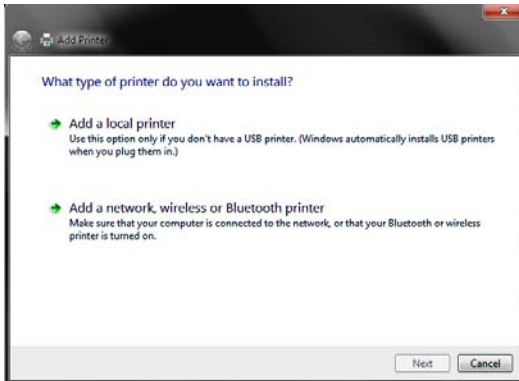 Add Printer
What type of printer do you want to install?
Add a local printer
Use this option only if you don't have a USB printer. (Windows automatically installs USB printers
when you plug them in.)
Add a network, wireless or Bluetooth printer
Make sure that your computer is connected to the network, or that your Bluetooth or wireless
printer is turned on.
Next
Cancel